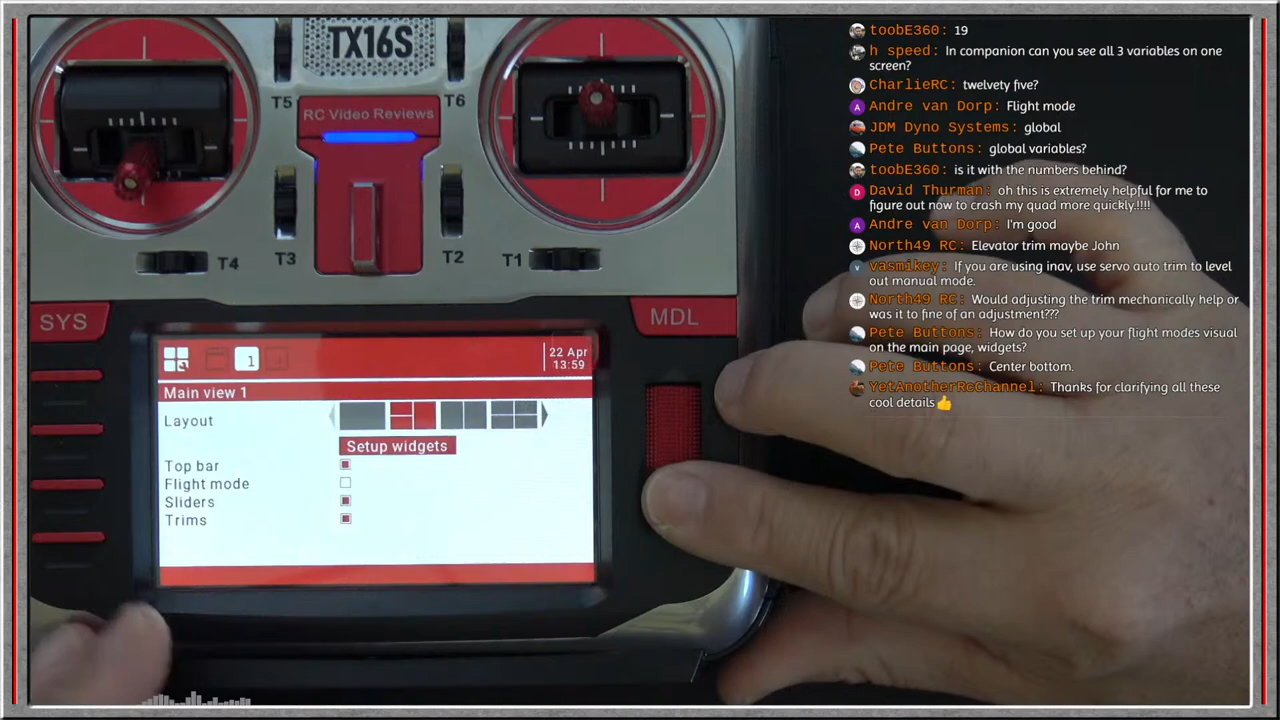 TX16S
T5
T6
RC Video Reviews
T4
T3
T2
T1
SYS
MDL
1
22 Apr
13:59
Main view 1
Layout
Setup widgets
Top bar
Flight mode
Sliders
Trims
toobE360: 19
h speed: In companion can you see all 3 variables on one
screen?
CharlieRC: twelvety five?
A Andre van Dorp: Flight mode
JDM Dyno Systems: global
Pete Buttons: global variables?
toobE360: is it with the numbers behind?
D David Thurman: oh this is extremely helpful for me to
figure out now to crash my quad more quickly.!!!!
A Andre van Dorp: I'm good
North49 RC: Elevator trim maybe John
v vasmikey: If you are using inav, use servo auto trim to level
out manual mode.
North49 RC: Would adjusting the trim mechanically help or
was it to fine of an adjustment???
Pete Buttons: How do you set up your flight modes visual
on the main page, widgets?
Pete Buttons: Center bottom.
YetAnotherRcChannel: Thanks for clarifying all these
cool details👍